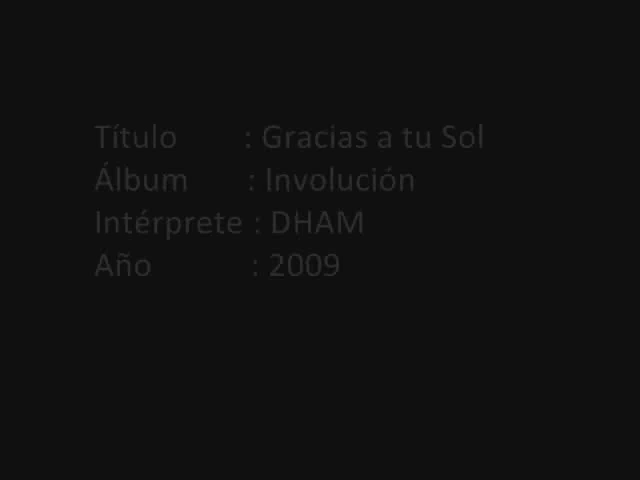 Título : Gracias a tu Sol
Álbum : Involución
Intérprete : DHAM
Año : 2009